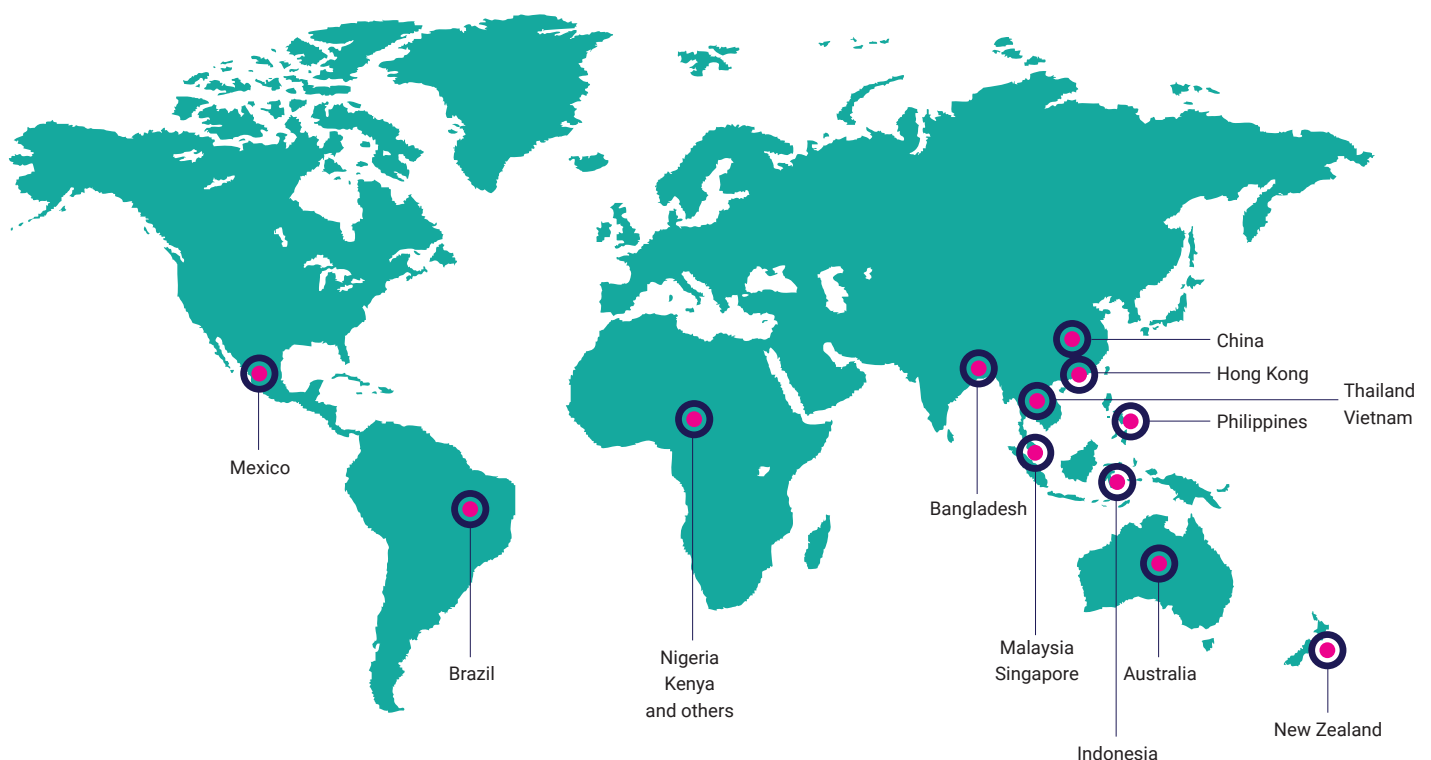 China
Hong Kong
Thailand
Vietnam
Philippines
Mexico
Bangladesh
Malaysia
Singapore
Brazil
Nigeria
Kenya
and others
Australia
New Zealand
Indonesia